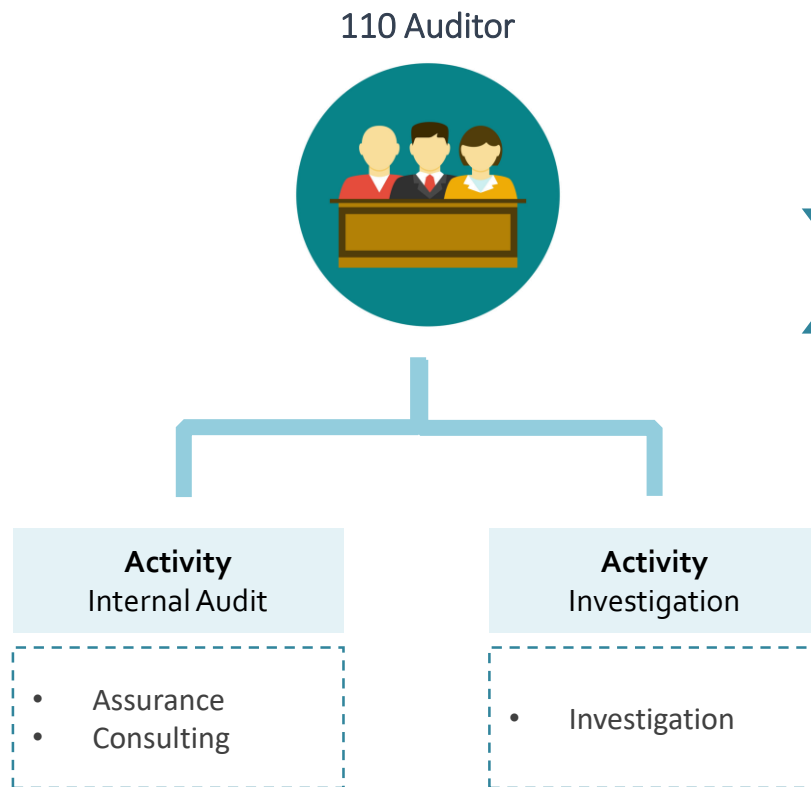 110 Auditor
Activity
Internal Audit
• Assurance
• Consulting
Activity
Investigation
• Investigation